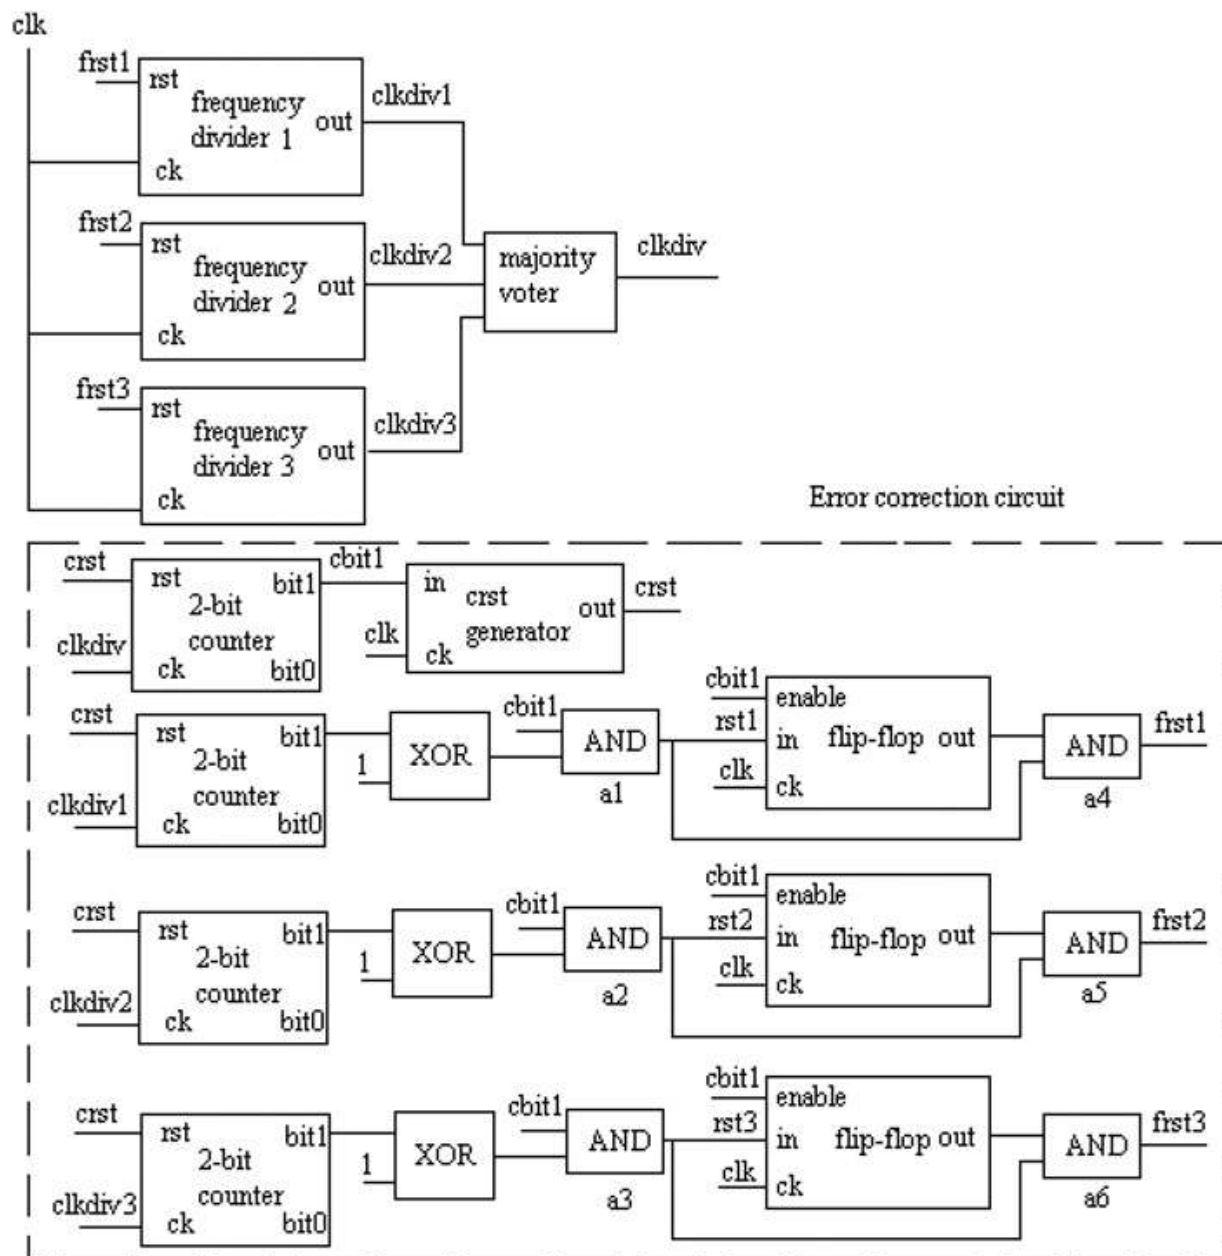 clk
frst1
rst
frequency
divider 1
out
ck
clkdiv1
frst2
rst
frequency
divider 2
out
ck
clkdiv2
majority
voter
clkdiv
frst3
rst
frequency
divider 3
out
ck
clkdiv3
Error correction circuit
crst
rst
bit1
2-bit
counter
clkdiv
ck
bit0
cbit1
in
crst
generator
out
clk
ck
crst
crst
rst
bit1
2-bit
counter
clkdiv1
ck
bit0
XOR
1
cbit1
AND
a1
cbit1
enable
rst1
in
flip-flop
out
clk
ck
AND
a4
frst1
crst
rst
bit1
2-bit
counter
clkdiv2
ck
bit0
XOR
1
cbit1
AND
a2
cbit1
enable
rst2
in
flip-flop
out
clk
ck
AND
a5
frst2
crst
rst
bit1
2-bit
counter
clkdiv3
ck
bit0
XOR
1
cbit1
AND
a3
cbit1
enable
rst3
in
flip-flop
out
clk
ck
AND
a6
frst3